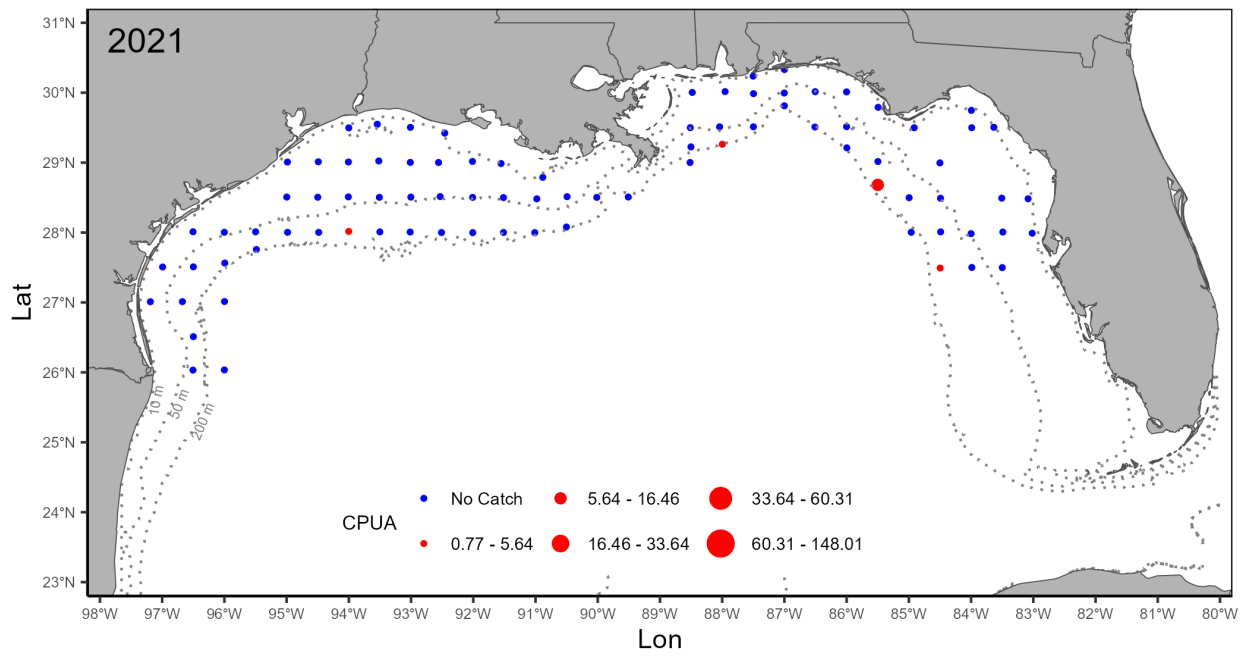 2021
31°N
30°N
29°N
28°N
27°N
26°N
25°N
24°N
23°N
Lat
10 m
50 m
200 m
CPUA
No Catch
5.64 - 16.46
33.64 - 60.31
0.77 - 5.64
16.46 - 33.64
60.31 - 148.01
98°W 97°W 96°W 95°W 94°W 93°W 92°W 91°W 90°W 89°W 88°W 87°W 86°W 85°W 84°W 83°W 82°W 81°W 80°W
Lon